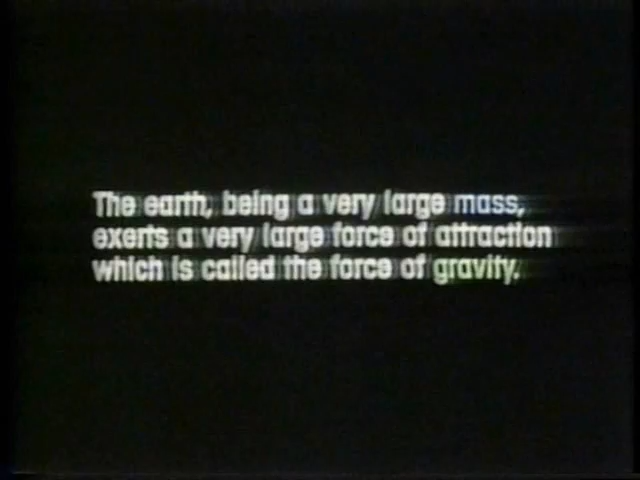 The earth, being a very large mass,
exerts a very large force of attraction
which is called the force of gravity.